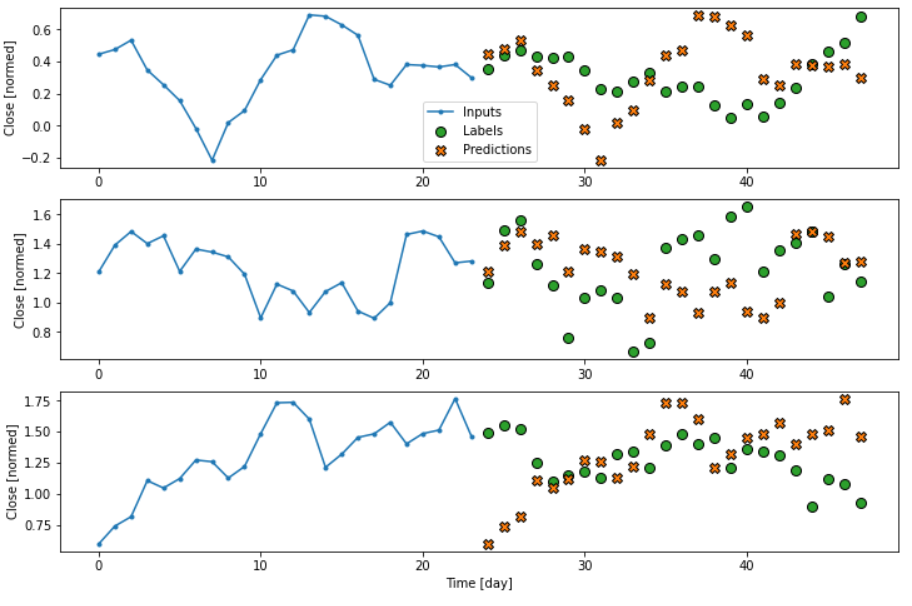 Close [normed]
0.6
0.4
0.2
0.0
−0.2
Inputs
Labels
Predictions
0 10 20 30 40
Close [normed]
1.6
1.4
1.2
1.0
0.8
0 10 20 30 40
Close [normed]
1.75
1.50
1.25
1.00
0.75
0 10 20 30 40
Time [day]